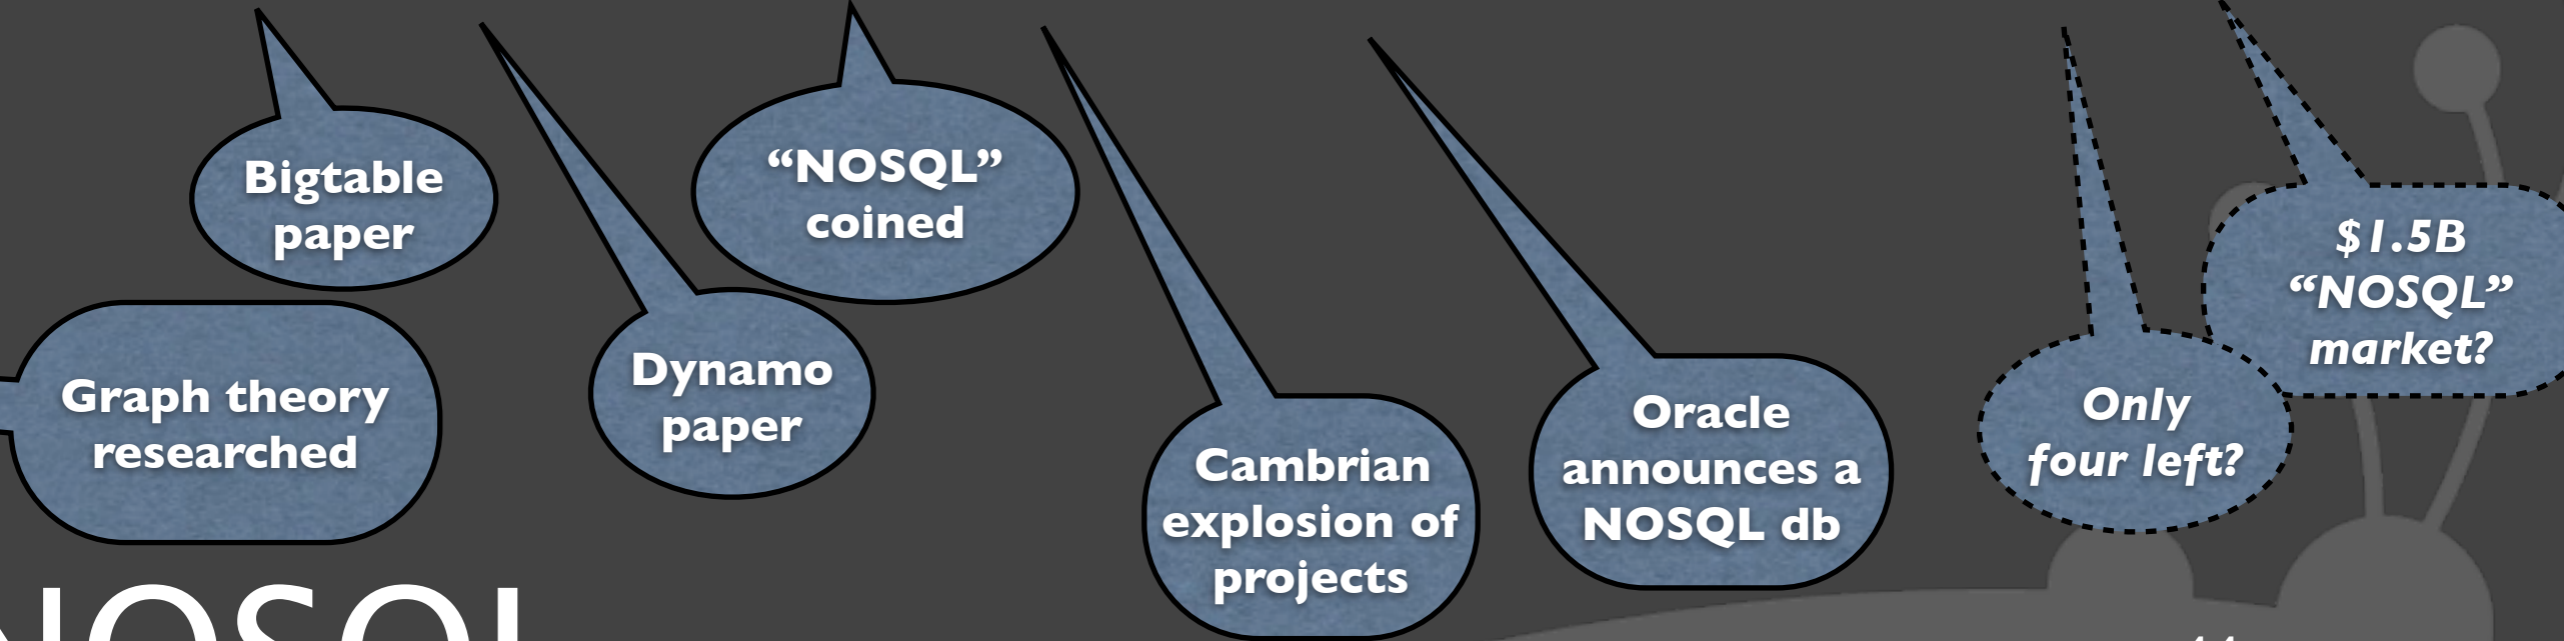 Bigtable
paper
“NOSQL”
coined
$1.5B
“NOSQL”
market?
Graph theory
researched
Dynamo
paper
Only
four left?
Oracle
announces a
NOSQL db
Cambrian
explosion of
projects
NOSQL